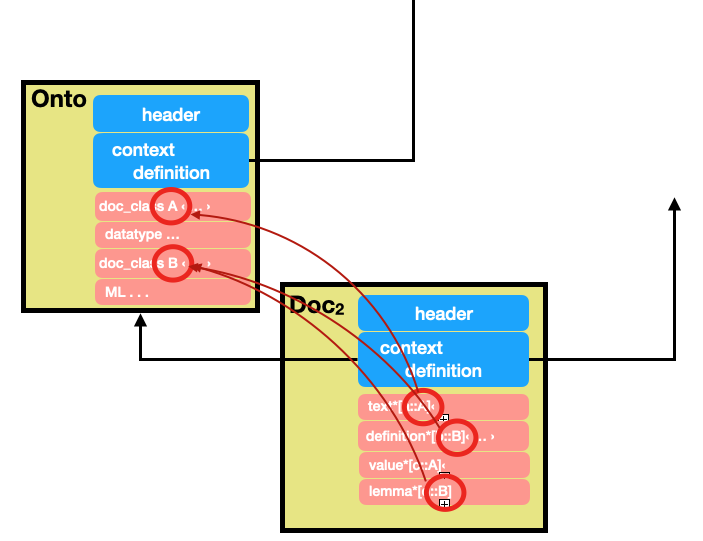 Onto
header
context
definition
doc_class A ‹ .. ›
datatype ...
doc_class B ‹ .. ›
ML . . .
Doc₂
header
context
definition
text*[ ::A]‹
definition*[ ::B]‹ .. ›
value*[ ::A]‹
lemma*[ ::B]